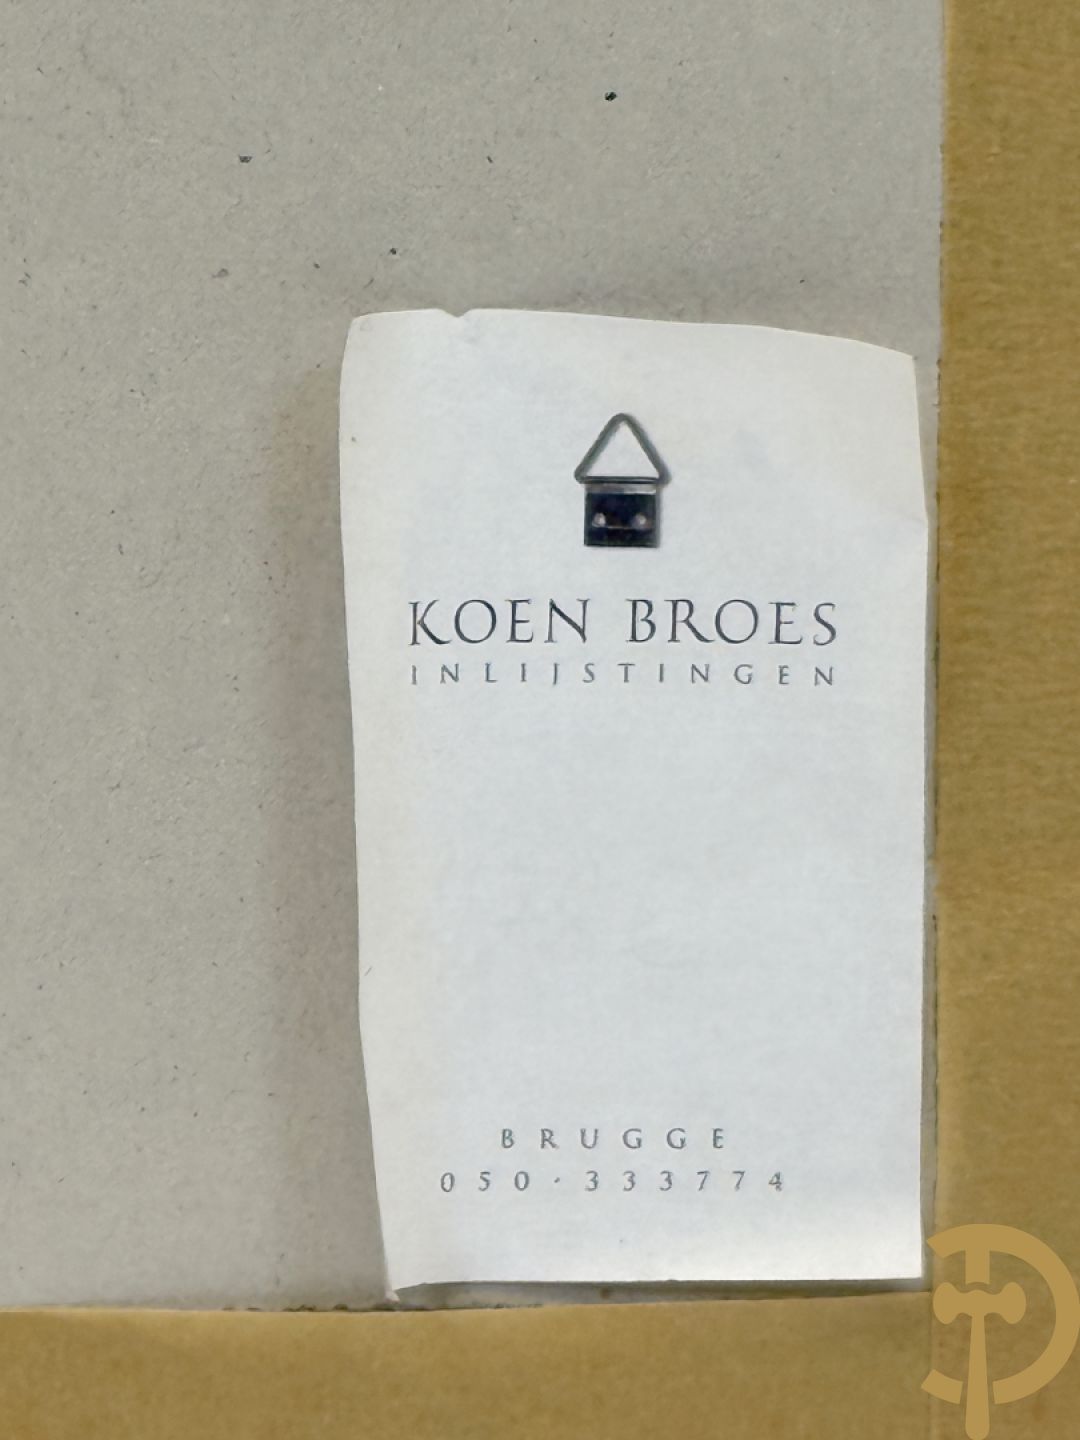 KOEN BROES
INLIJSTINGEN
BRUGGE
050·333774